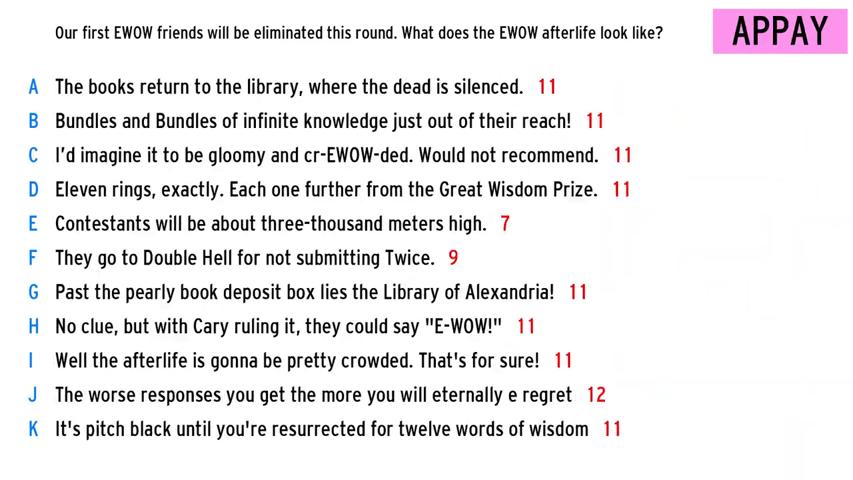 Our first EWOW friends will be eliminated this round. What does the EWOW afterlife look like?
APPAY
A The books return to the library, where the dead is silenced. 11
B Bundles and Bundles of infinite knowledge just out of their reach! 11
C I'd imagine it to be gloomy and cr-EWOW-ded. Would not recommend. 11
D Eleven rings, exactly. Each one further from the Great Wisdom Prize. 11
E Contestants will be about three-thousand meters high. 7
F They go to Double Hell for not submitting Twice. 9
G Past the pearly book deposit box lies the Library of Alexandria! 11
H No clue, but with Cary ruling it, they could say "E-WOW!" 11
I Well the afterlife is gonna be pretty crowded. That's for sure! 11
J The worse responses you get the more you will eternally e regret 12
K It's pitch black until you're resurrected for twelve words of wisdom 11